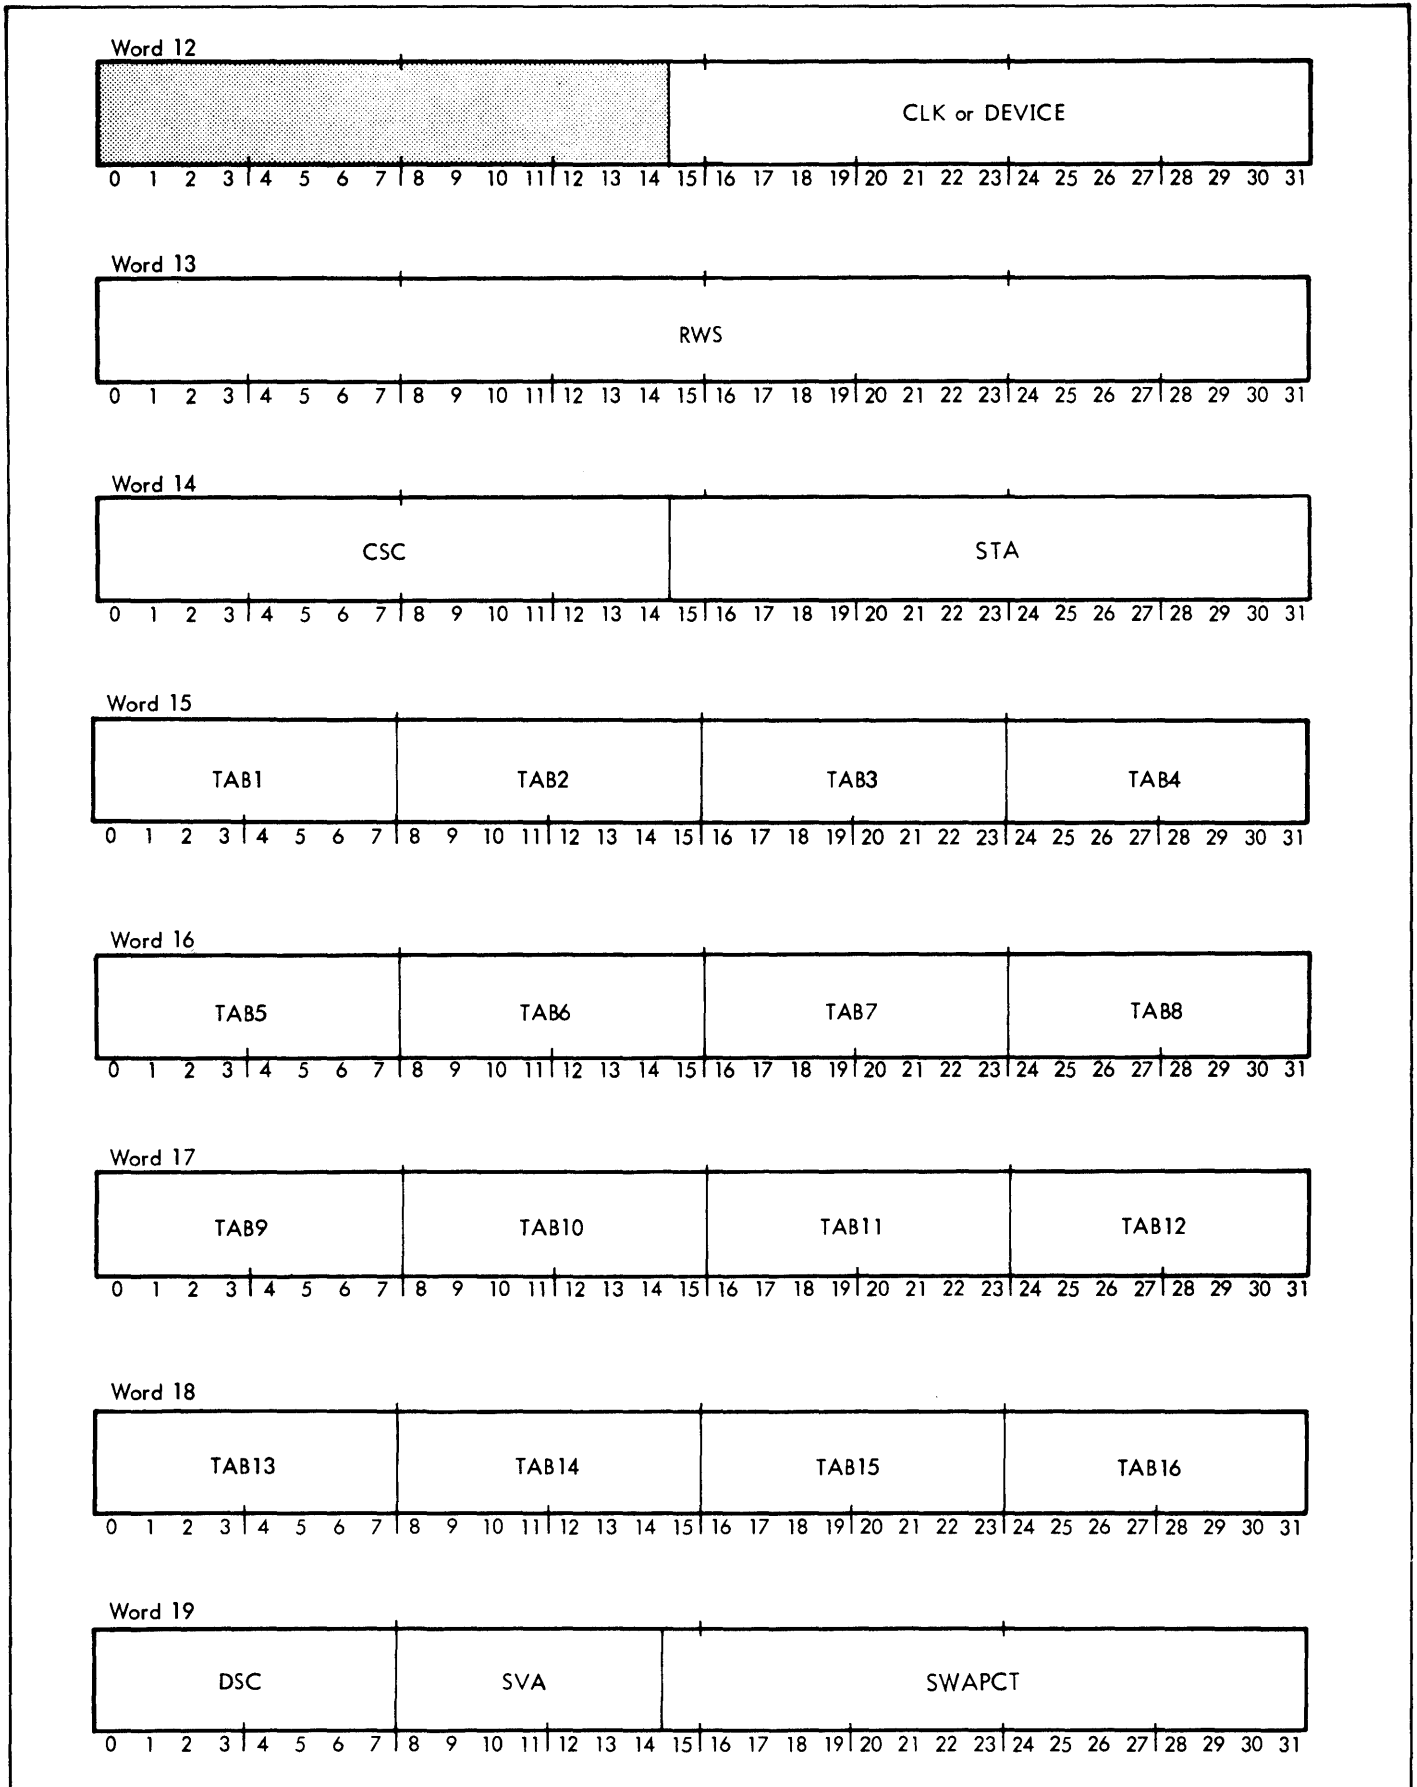 Word 12
CLK or DEVICE
0 1 2 3 4 5 6 7 8 9 10 11 12 13 14 15 16 17 18 19 20 21 22 23 24 25 26 27 28 29 30 31
Word 13
RWS
0 1 2 3 4 5 6 7 8 9 10 11 12 13 14 15 16 17 18 19 20 21 22 23 24 25 26 27 28 29 30 31
Word 14
CSC STA
0 1 2 3 4 5 6 7 8 9 10 11 12 13 14 15 16 17 18 19 20 21 22 23 24 25 26 27 28 29 30 31
Word 15
TAB1 TAB2 TAB3 TAB4
0 1 2 3 4 5 6 7 8 9 10 11 12 13 14 15 16 17 18 19 20 21 22 23 24 25 26 27 28 29 30 31
Word 16
TAB5 TAB6 TAB7 TAB8
0 1 2 3 4 5 6 7 8 9 10 11 12 13 14 15 16 17 18 19 20 21 22 23 24 25 26 27 28 29 30 31
Word 17
TAB9 TAB10 TAB11 TAB12
0 1 2 3 4 5 6 7 8 9 10 11 12 13 14 15 16 17 18 19 20 21 22 23 24 25 26 27 28 29 30 31
Word 18
TAB13 TAB14 TAB15 TAB16
0 1 2 3 4 5 6 7 8 9 10 11 12 13 14 15 16 17 18 19 20 21 22 23 24 25 26 27 28 29 30 31
Word 19
DSC SVA SWAPCT
0 1 2 3 4 5 6 7 8 9 10 11 12 13 14 15 16 17 18 19 20 21 22 23 24 25 26 27 28 29 30 31